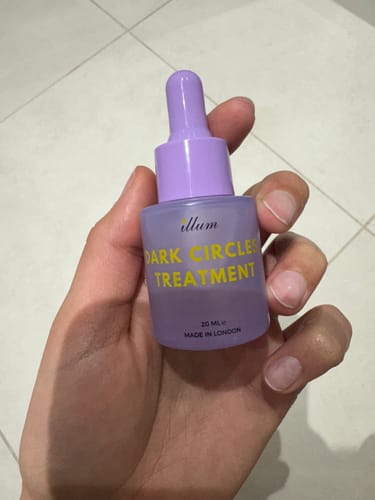 illum
DARK CIRCLES
TREATMENT
20 ML ℮
MADE IN LONDON